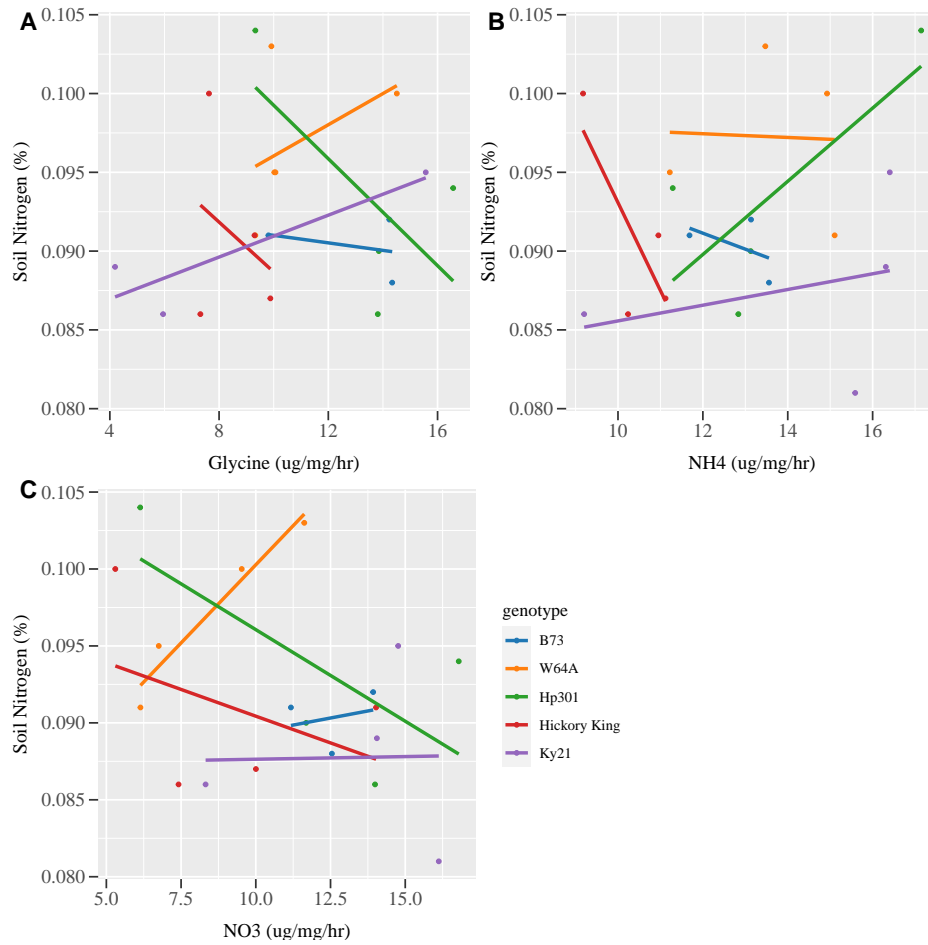 A
0.105
0.100
0.095
0.090
0.085
0.080
Soil Nitrogen (%)
4 8 12 16
Glycine (ug/mg/hr)
B
0.105
0.100
0.095
0.090
0.085
0.080
Soil Nitrogen (%)
10 12 14 16
NH4 (ug/mg/hr)
C
0.105
0.100
0.095
0.090
0.085
0.080
Soil Nitrogen (%)
5.0 7.5 10.0 12.5 15.0
NO3 (ug/mg/hr)
genotype
B73
W64A
Hp301
Hickory King
Ky21